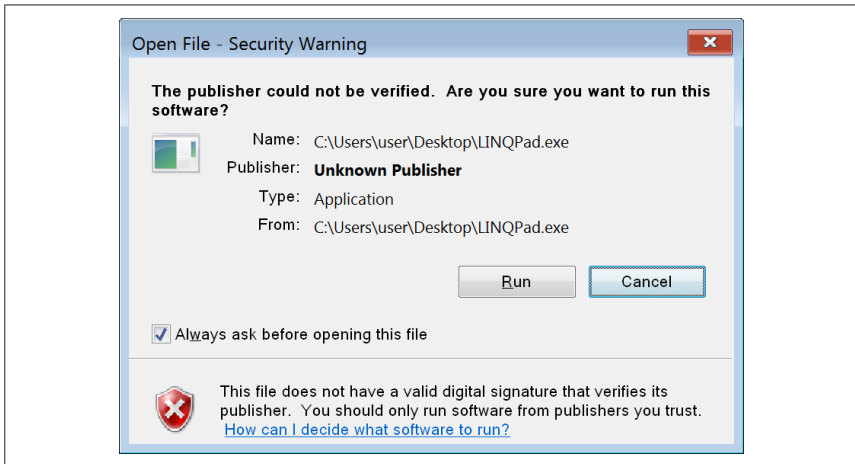 Open File - Security Warning
The publisher could not be verified.  Are you sure you want to run this
software?
Name: C:\Users\user\Desktop\LINQPad.exe
Publisher: Unknown Publisher
Type: Application
From: C:\Users\user\Desktop\LINQPad.exe
Run Cancel
Always ask before opening this file
This file does not have a valid digital signature that verifies its
publisher.  You should only run software from publishers you trust.
How can I decide what software to run?